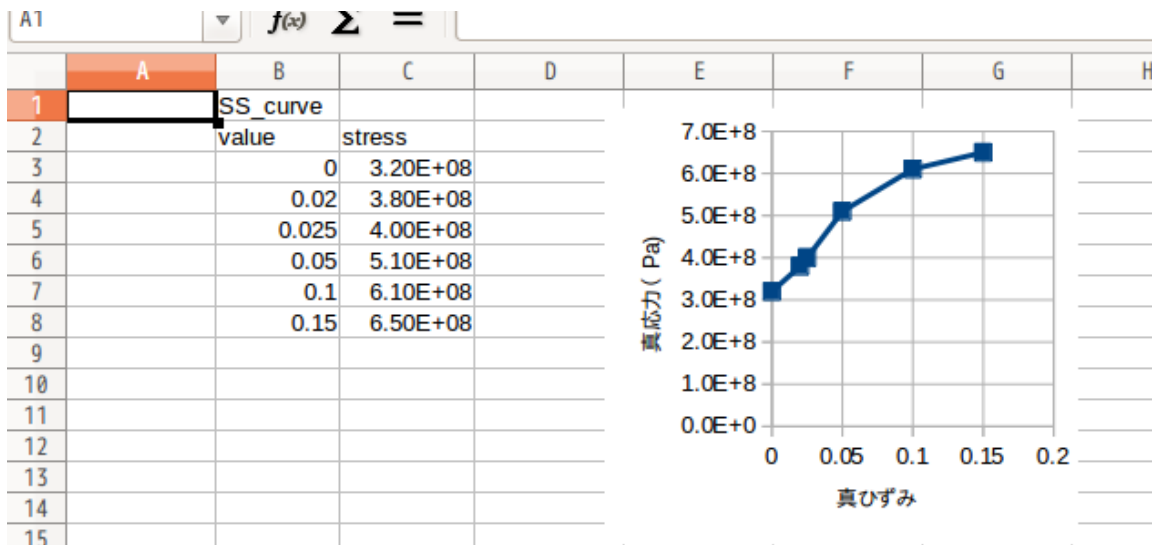 A1 f(x) Σ =
A B C D E F G H
1 SS_curve
2 value stress
3 0 3.20E+08
4 0.02 3.80E+08
5 0.025 4.00E+08
6 0.05 5.10E+08
7 0.1 6.10E+08
8 0.15 6.50E+08
9
10
11
12
13
14
15
7.0E+8
6.0E+8
5.0E+8
4.0E+8
3.0E+8
2.0E+8
1.0E+8
0.0E+0
真応力( Pa)
0 0.05 0.1 0.15 0.2
真ひずみ